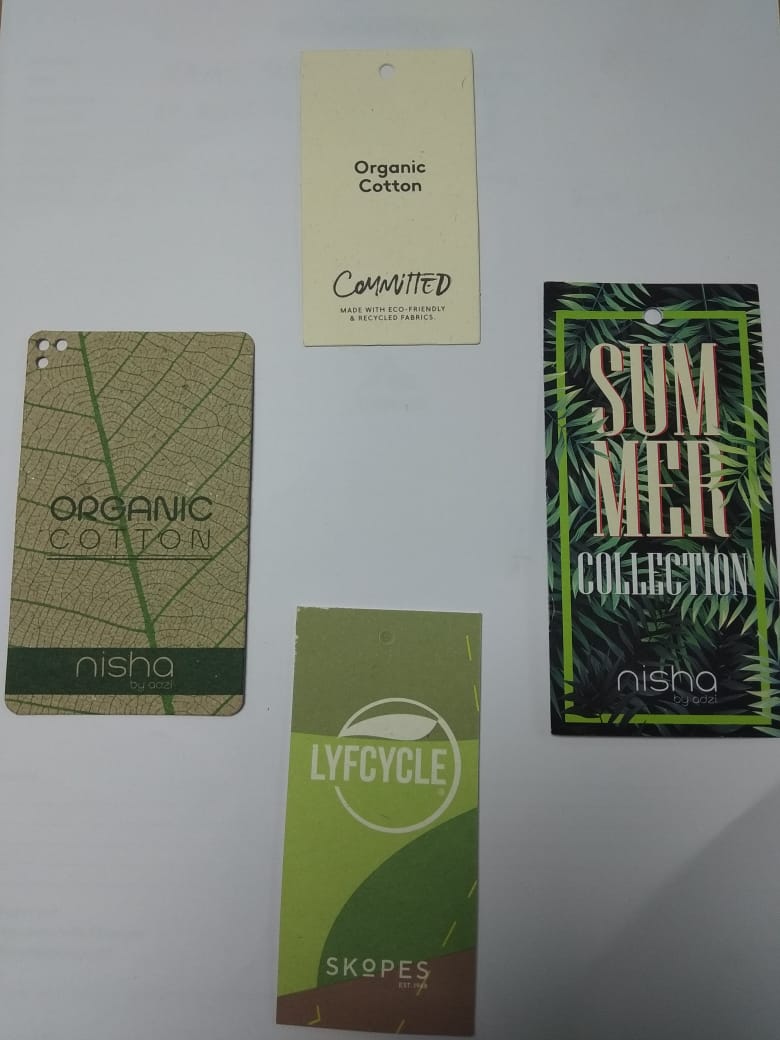 Organic
Cotton
COMMITTED
MADE WITH ECO-FRIENDLY
& RECYCLED FABRICS.
ORGANIC
COTTON
nisha
by adzi
SUM
MER
COLLECTION
nisha
by adzi
LYFCYCLE
®
SKOPES
EST. 1948